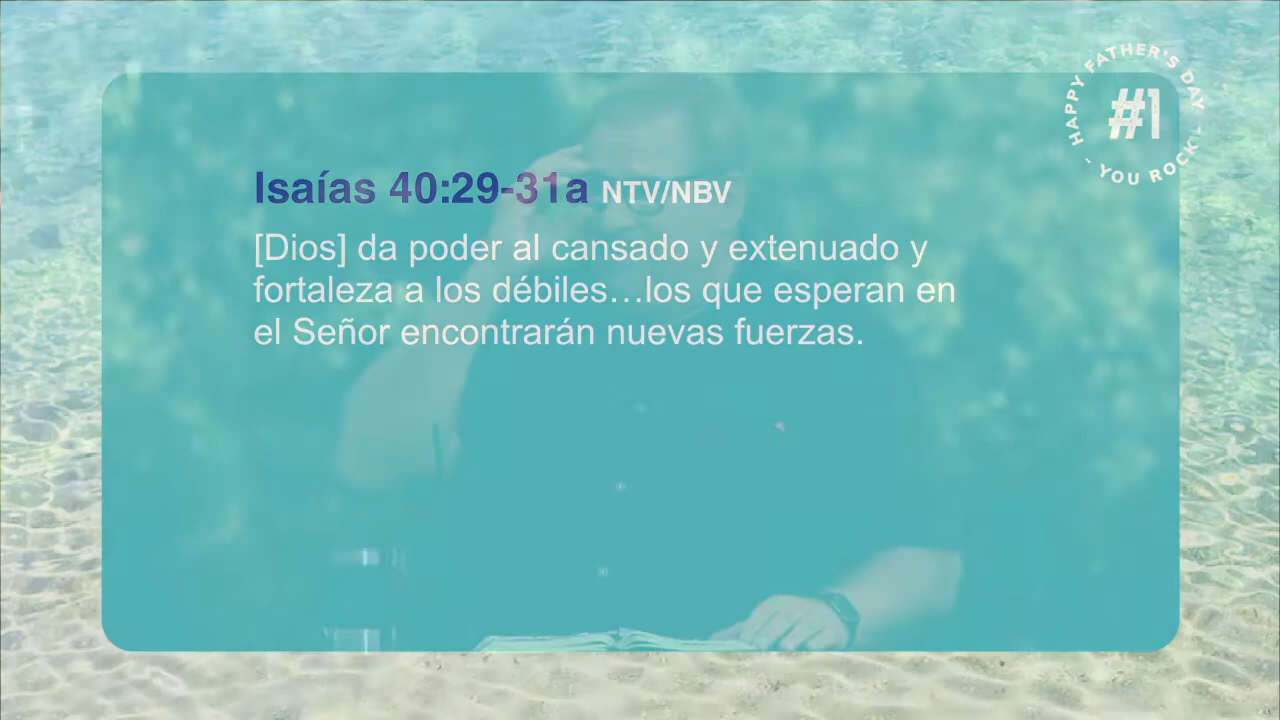 HAPPY FATHER'S DAY
#1
- YOU ROCK -
Isaías 40:29-31a NTV/NBV
[Dios] da poder al cansado y extenuado y
fortaleza a los débiles…los que esperan en
el Señor encontrarán nuevas fuerzas.